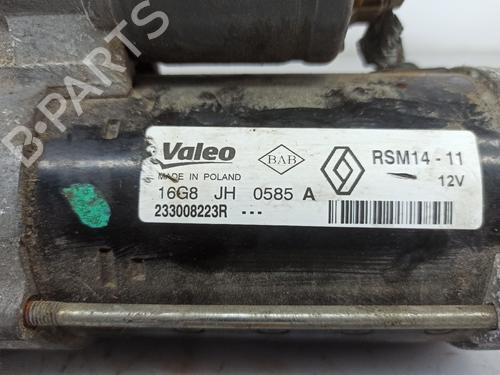 B-PARTS
Valeo
MADE IN POLAND
BAB
RSM14-11
12V
16G8 JH 0585 A
233008223R ---